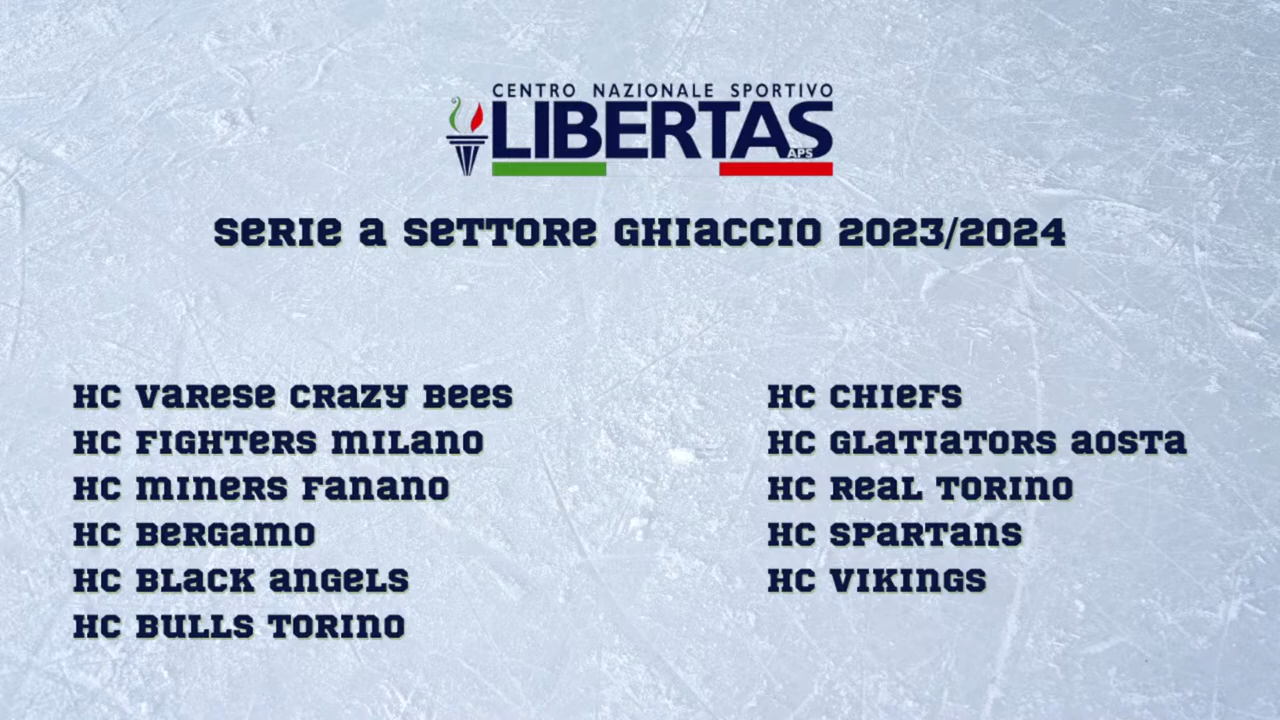 CENTRO NAZIONALE SPORTIVO
LIBERTAS
APS
SERIE A SETTORE GHIACCIO 2023/2024
HC VARESE CRAZY BEES
HC FIGHTERS MILANO
HC MINERS FANANO
HC BERGAMO
HC BLACK ANGELS
HC BULLS TORINO
HC CHIEFS
HC GLATIATORS AOSTA
HC REAL TORINO
HC SPARTANS
HC VIKINGS